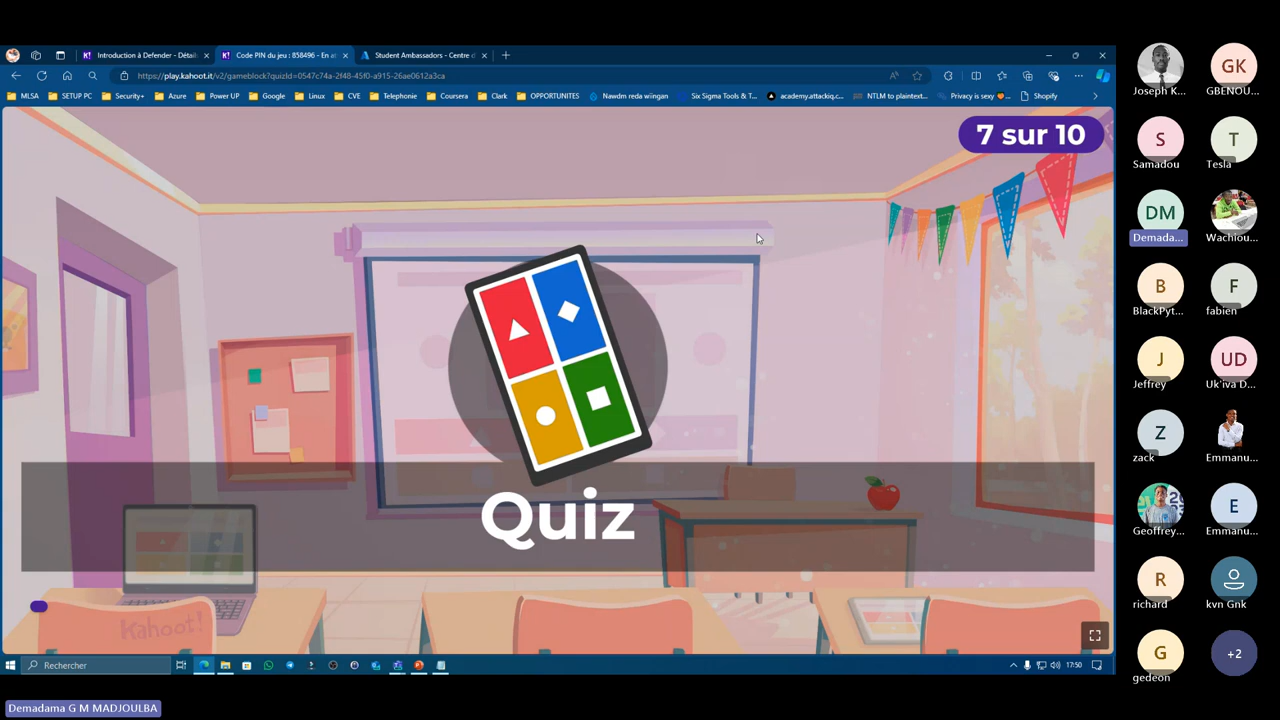 Introduction à Defender - Détai
Code PIN du jeu : 858496 - En at
Student Ambassadors - Centre d
https://play.kahoot.it/v2/gameblock?quizId=0547c74a-2f48-45f0-a915-26ae0612a3ca
MLSA
SETUP PC
Security+
Azure
Power UP
Google
Linux
CVE
Telephonie
Coursera
Clark
OPPORTUNITES
Nawdm reda wiingan
Six Sigma Tools & T...
academy.attackiq.c...
NTLM to plaintext...
Privacy is sexy
Shopify
7 sur 10
Quiz
Kahoot!
Rechercher
17:50
Demadama G M MADJOULBA
Joseph K...
GK
GBENOU...
S
Samadou
T
Tesla
DM
Demada...
Wachiou...
B
BlackPyt...
F
fabien
J
Jeffrey
UD
Uk'iva D...
Z
zack
Emmanu...
Geoffrey...
E
Emmanu...
R
richard
kvn Gnk
G
gedeon
+2